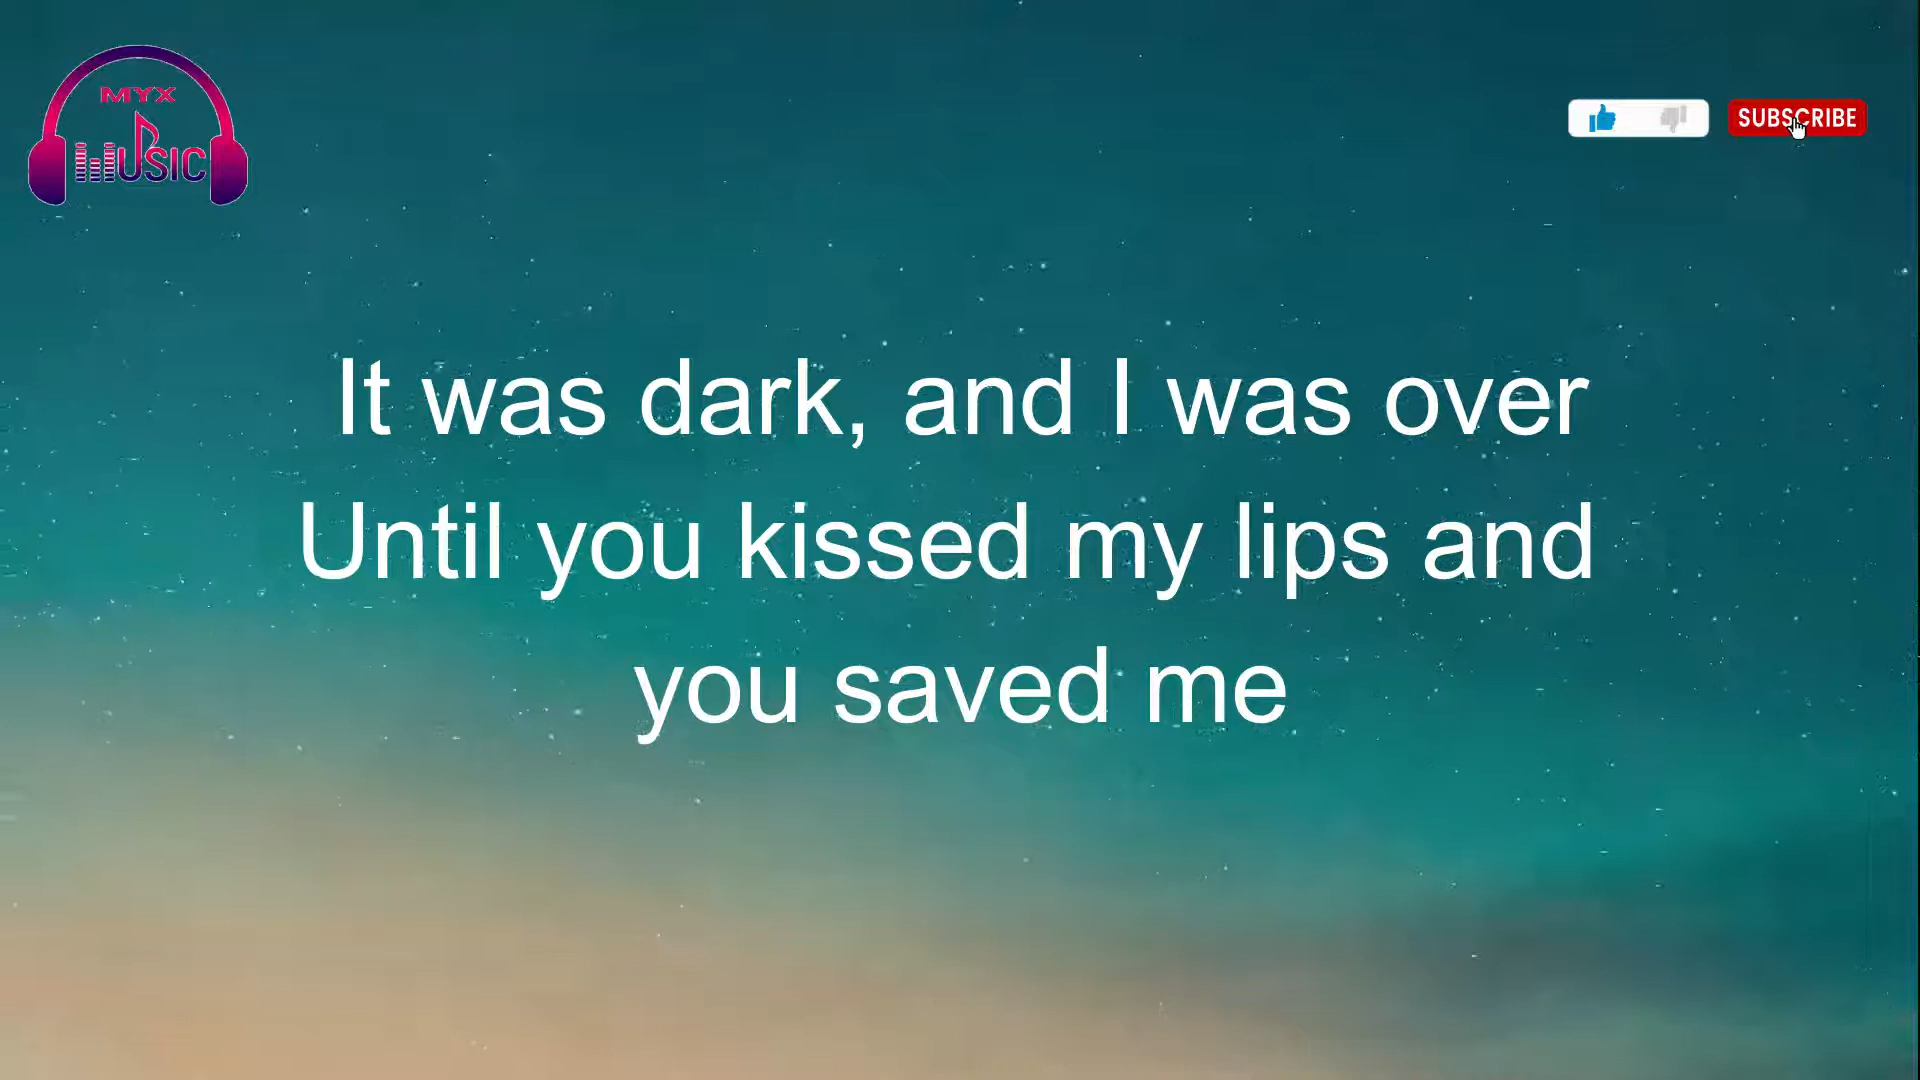 MYX
MUSIC
SUBSCRIBE
It was dark, and I was over
Until you kissed my lips and
you saved me